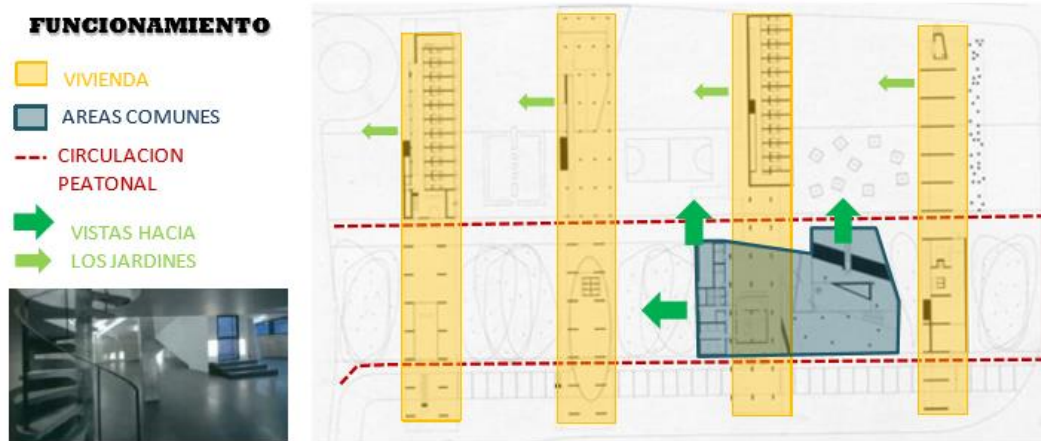 FUNCIONAMIENTO
VIVIENDA
AREAS COMUNES
CIRCULACION
PEATONAL
VISTAS HACIA
LOS JARDINES